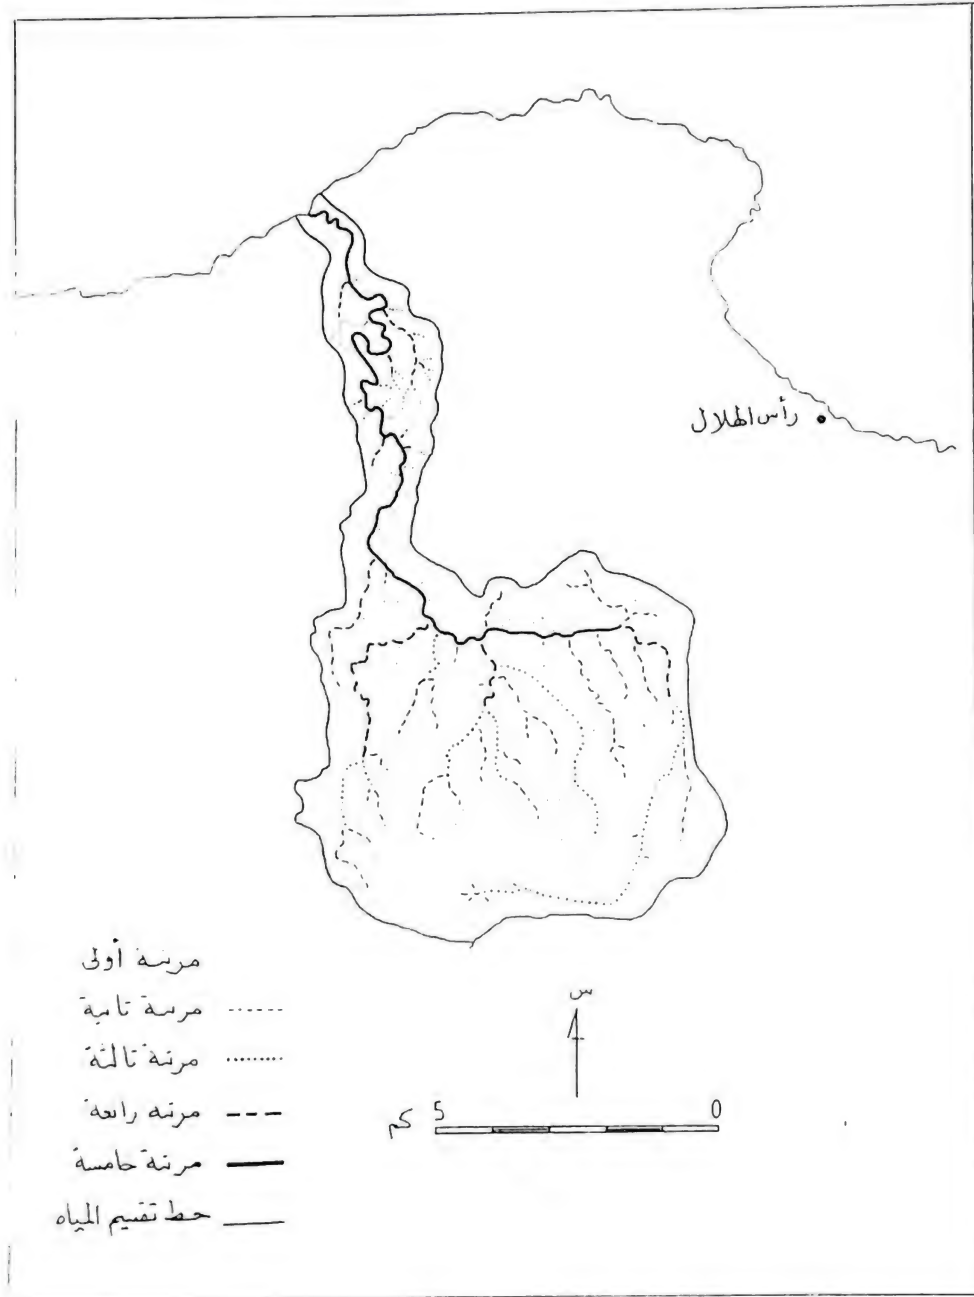 رأس الهلال
مرتبة أولى
مرتبة ثانية
مرتبة ثالثة
مرتبة رابعة
مرتبة خامسة
خط تقسيم المياه
س
كم 5 0